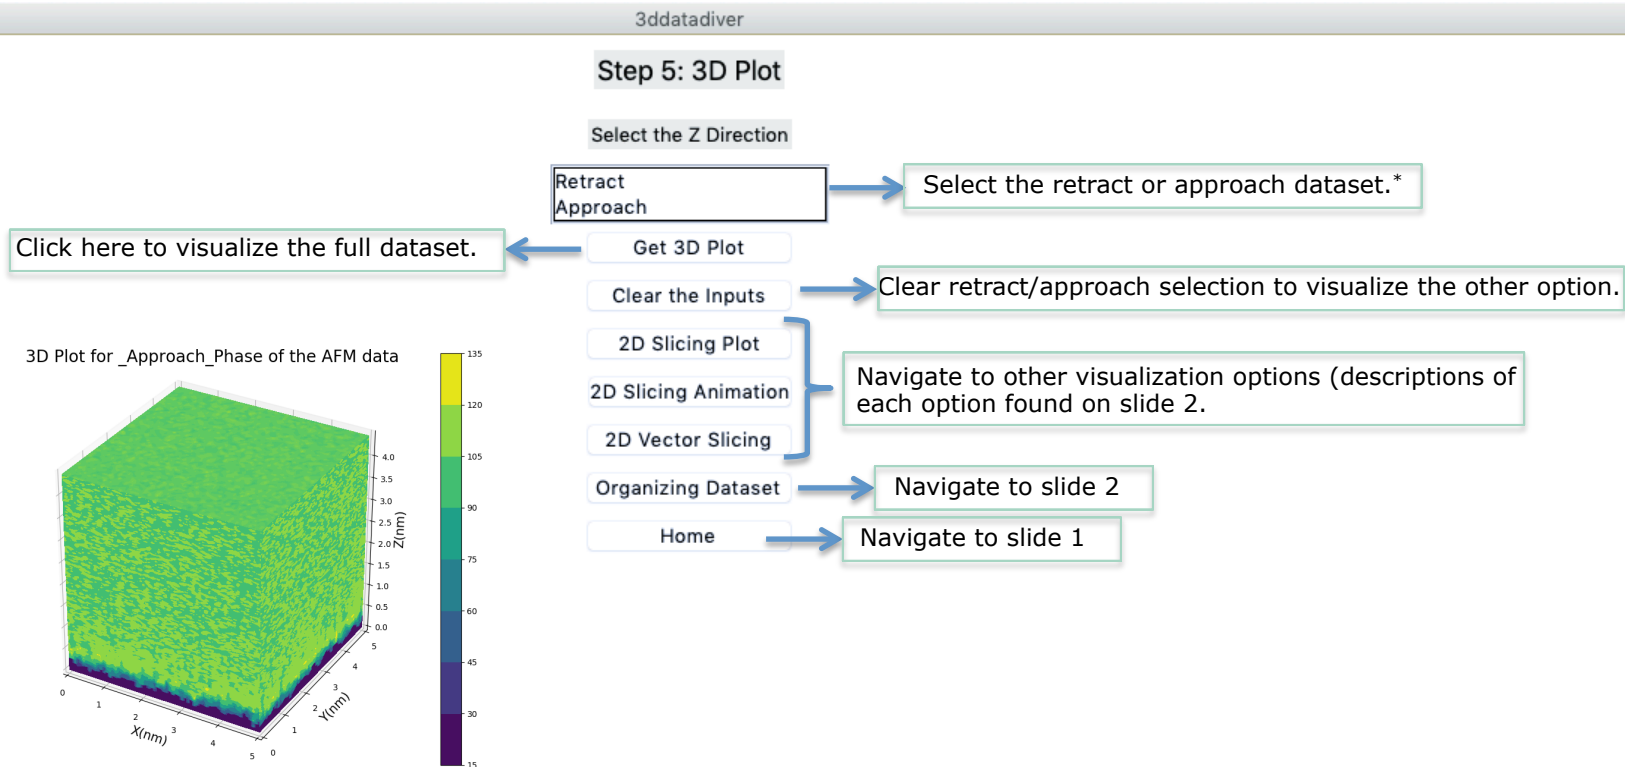 3ddatadiver
Step 5: 3D Plot
Select the Z Direction
Retract
Approach
Select the retract or approach dataset.*
Click here to visualize the full dataset.
Get 3D Plot
Clear the Inputs
Clear retract/approach selection to visualize the other option.
2D Slicing Plot
2D Slicing Animation
2D Vector Slicing
Navigate to other visualization options (descriptions of
each option found on slide 2.
Organizing Dataset
Navigate to slide 2
Home
Navigate to slide 1
3D Plot for _Approach_Phase of the AFM data
135
120
105
90
75
60
45
30
15
4.0
3.5
3.0
2.5
2.0
1.5
1.0
0.5
0.0
Z(nm)
5
4
3
2
1
0
Y(nm)
0
1
2
3
4
5
X(nm)